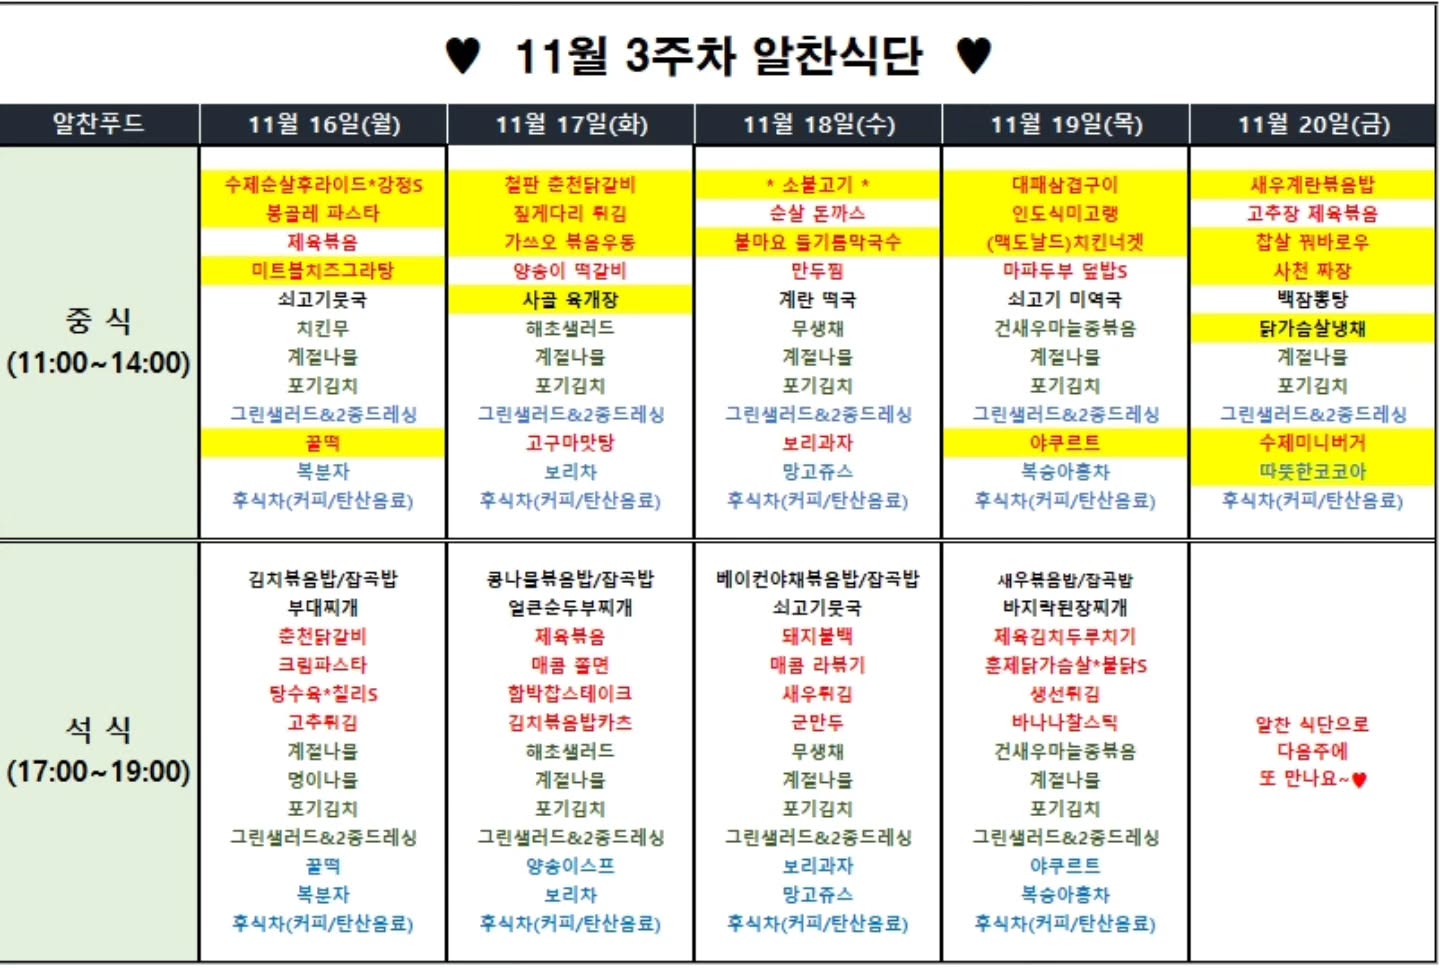 ♥ 11월 3주차 알찬식단 ♥
알찬푸드 11월 16일(월) 11월 17일(화) 11월 18일(수) 11월 19일(목) 11월 20일(금)
중 식
(11:00~14:00)
수제순살후라이드*강정S
봉골레 파스타
제육볶음
미트볼치즈그라탕
쇠고기뭇국
치킨무
계절나물
포기김치
그린샐러드&2종드레싱
꿀떡
복분자
후식차(커피/탄산음료)
철판 춘천닭갈비
짚게다리 튀김
가쓰오 볶음우동
양송이 떡갈비
사골 육개장
해초샐러드
계절나물
포기김치
그린샐러드&2종드레싱
고구마맛탕
보리차
후식차(커피/탄산음료)
* 소불고기 *
순살 돈까스
불마요 들기름막국수
만두찜
계란 떡국
무생채
계절나물
포기김치
그린샐러드&2종드레싱
보리과자
망고쥬스
후식차(커피/탄산음료)
대패삼겹구이
인도식미고랭
(맥도날드)치킨너겟
마파두부 덮밥S
쇠고기 미역국
건새우마늘종볶음
계절나물
포기김치
그린샐러드&2종드레싱
야쿠르트
복숭아홍차
후식차(커피/탄산음료)
새우계란볶음밥
고추장 제육볶음
찹살 꿔바로우
사천 짜장
백잠뽕탕
닭가슴살냉채
계절나물
포기김치
그린샐러드&2종드레싱
수제미니버거
따뜻한코코아
후식차(커피/탄산음료)
석 식
(17:00~19:00)
김치볶음밥/잡곡밥
부대찌개
춘천닭갈비
크림파스타
탕수육*칠리S
고추튀김
계절나물
명이나물
포기김치
그린샐러드&2종드레싱
꿀떡
복분자
후식차(커피/탄산음료)
콩나물볶음밥/잡곡밥
얼큰순두부찌개
제육볶음
매콤 쫄면
함박찹스테이크
김치볶음밥카츠
해초샐러드
계절나물
포기김치
그린샐러드&2종드레싱
양송이스프
보리차
후식차(커피/탄산음료)
베이컨야채볶음밥/잡곡밥
쇠고기뭇국
돼지불백
매콤 라볶기
새우튀김
군만두
무생채
계절나물
포기김치
그린샐러드&2종드레싱
보리과자
망고쥬스
후식차(커피/탄산음료)
새우볶음밥/잡곡밥
바지락된장찌개
제육김치두루치기
훈제닭가슴살*불닭S
생선튀김
바나나찰스틱
건새우마늘종볶음
계절나물
포기김치
그린샐러드&2종드레싱
야쿠르트
복숭아홍차
후식차(커피/탄산음료)
알찬 식단으로
다음주에
또 만나요~♥